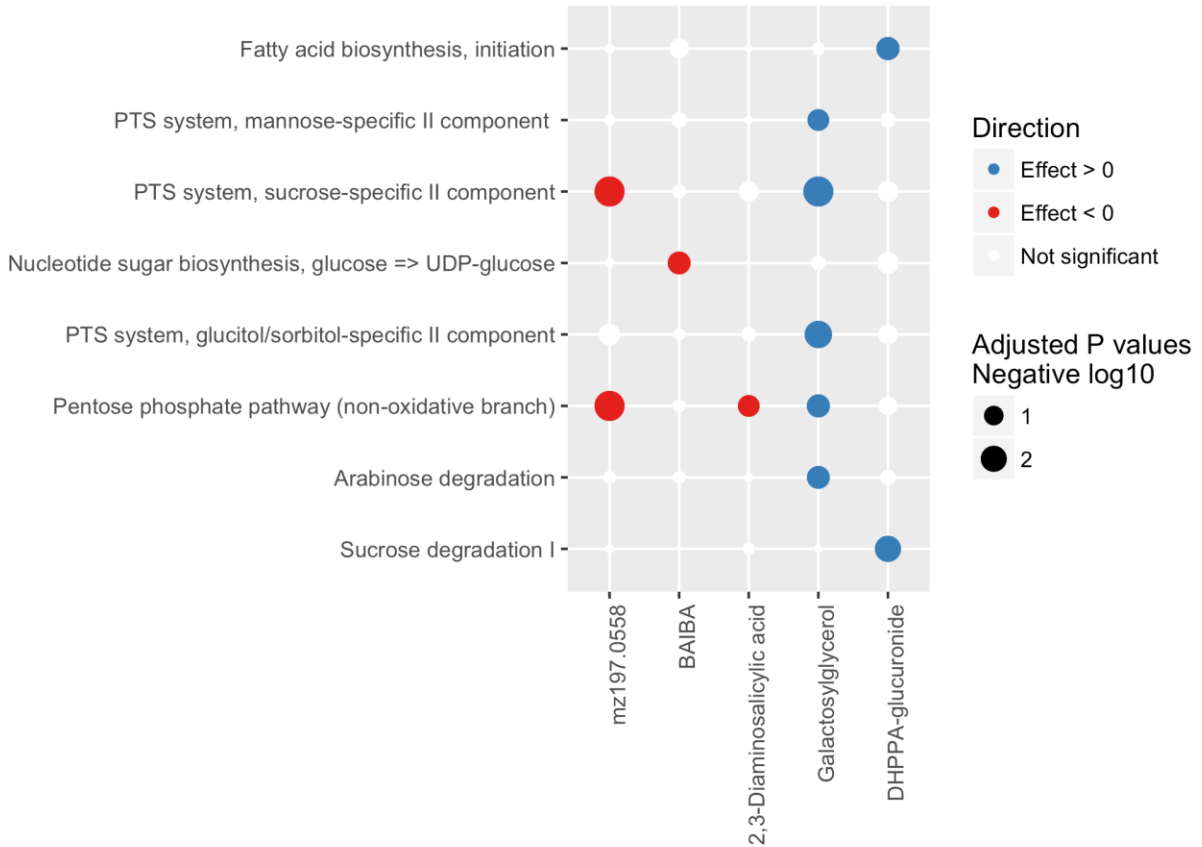 Fatty acid biosynthesis, initiation
PTS system, mannose-specific II component
PTS system, sucrose-specific II component
Nucleotide sugar biosynthesis, glucose => UDP-glucose
PTS system, glucitol/sorbitol-specific II component
Pentose phosphate pathway (non-oxidative branch)
Arabinose degradation
Sucrose degradation I
mz197.0558
BAIBA
2,3-Diaminosalicylic acid
Galactosylglycerol
DHPPA-glucuronide
Direction
Effect > 0
Effect < 0
Not significant
Adjusted P values
Negative log10
1
2